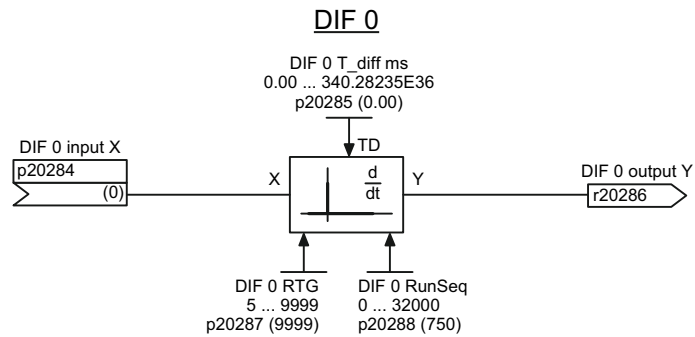 DIF 0
DIF 0 T_diff ms
0.00 ... 340.28235E36
p20285 (0.00)
TD
DIF 0 input X
p20284
(0)
X
d
dt
Y
DIF 0 output Y
r20286
DIF 0 RTG
5 ... 9999
p20287 (9999)
DIF 0 RunSeq
0 ... 32000
p20288 (750)